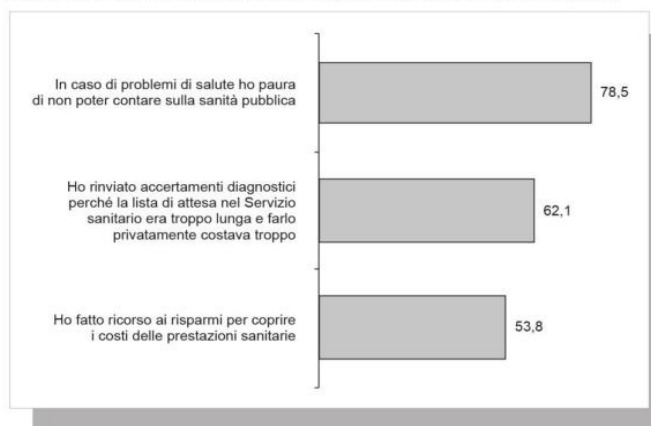 In caso di problemi di salute ho paura
di non poter contare sulla sanità pubblica
78,5
Ho rinviato accertamenti diagnostici
perché la lista di attesa nel Servizio
sanitario era troppo lunga e farlo
privatamente costava troppo
62,1
Ho fatto ricorso ai risparmi per coprire
i costi delle prestazioni sanitarie
53,8